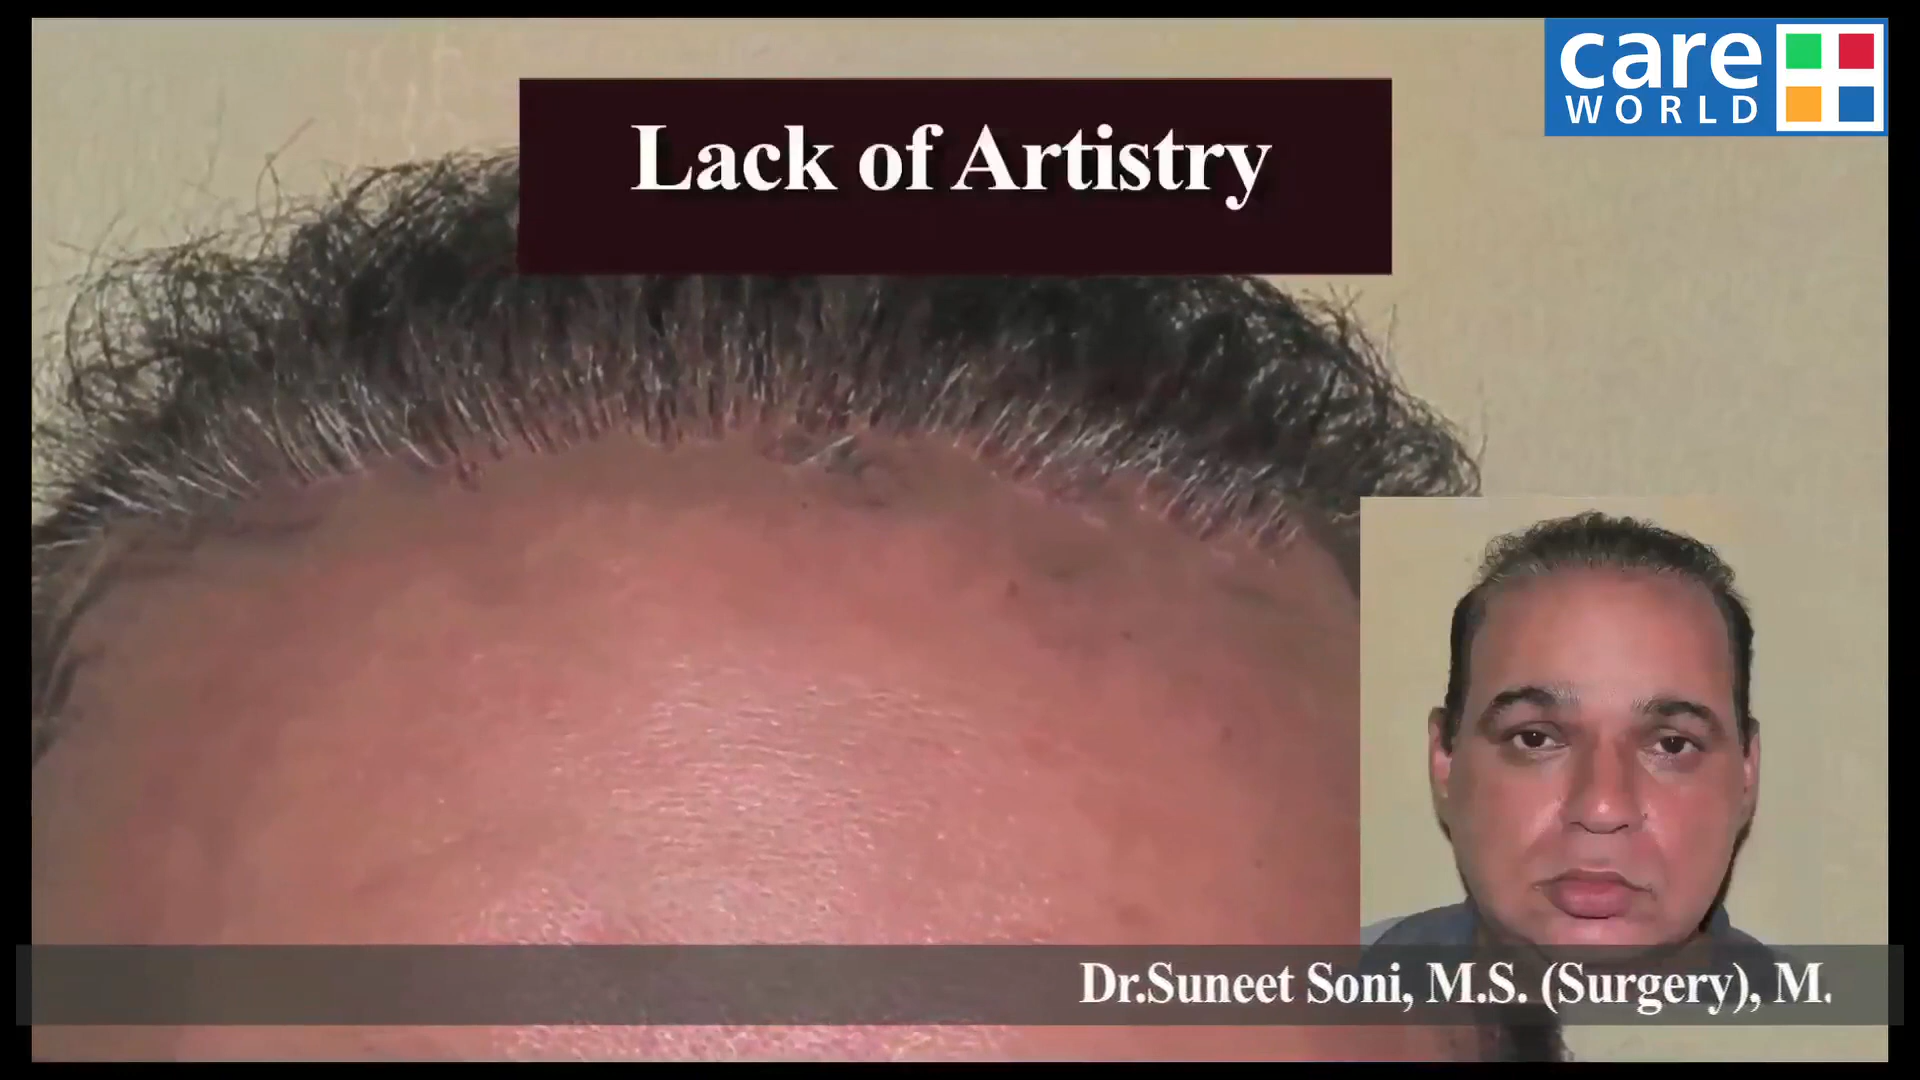 care
WORLD
Lack of Artistry
Dr.Suneet Soni, M.S. (Surgery), M.